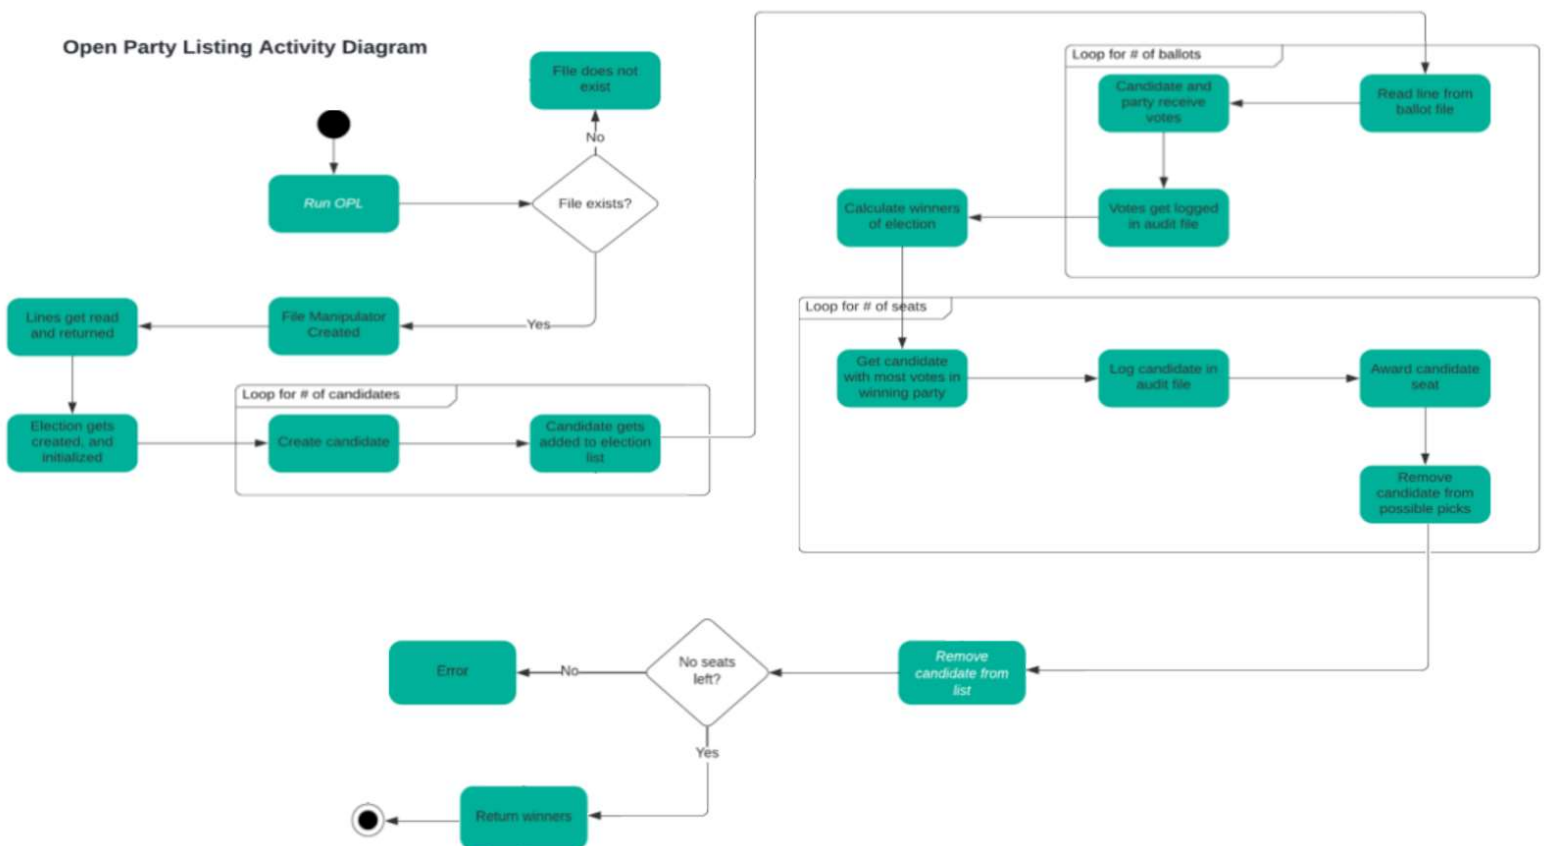 Open Party Listing Activity Diagram
File does not
exist
No
Run OPL
File exists?
Yes
File Manipulator
Created
Lines get read
and returned
Election gets
created, and
initialized
Loop for # of candidates
Create candidate
Candidate gets
added to election
list
Loop for # of ballots
Read line from
ballot file
Candidate and
party receive
votes
Votes get logged
in audit file
Calculate winners
of election
Loop for # of seats
Get candidate
with most votes in
winning party
Log candidate in
audit file
Award candidate
seat
Remove
candidate from
possible picks
Remove
candidate from
list
No seats
left?
No
Error
Yes
Return winners